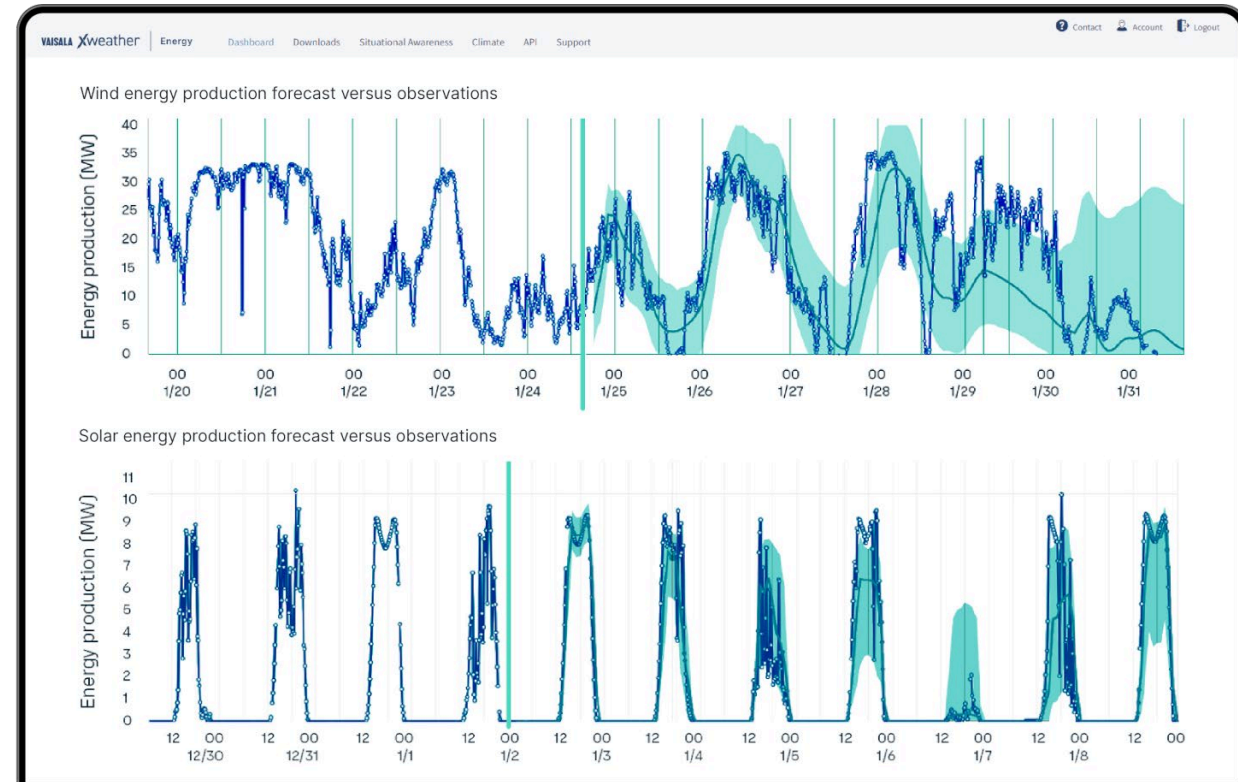 Contact Account Logout
VAISALA Xweather Energy Dashboard Downloads Situational Awareness Climate API Support
Wind energy production forecast versus observations
Energy production (MW)
40
35
30
25
20
15
10
5
0
00 00 00 00 00 00 00 00 00 00 00 00
1/20 1/21 1/22 1/23 1/24 1/25 1/26 1/27 1/28 1/29 1/30 1/31
Solar energy production forecast versus observations
Energy production (MW)
11
10
9
8
7
6
5
4
3
2
1
0
12 00 12 00 12 00 12 00 12 00 12 00 12 00 12 00 12 00 12 00 12 00
12/30 12/31 1/1 1/2 1/3 1/4 1/5 1/6 1/7 1/8